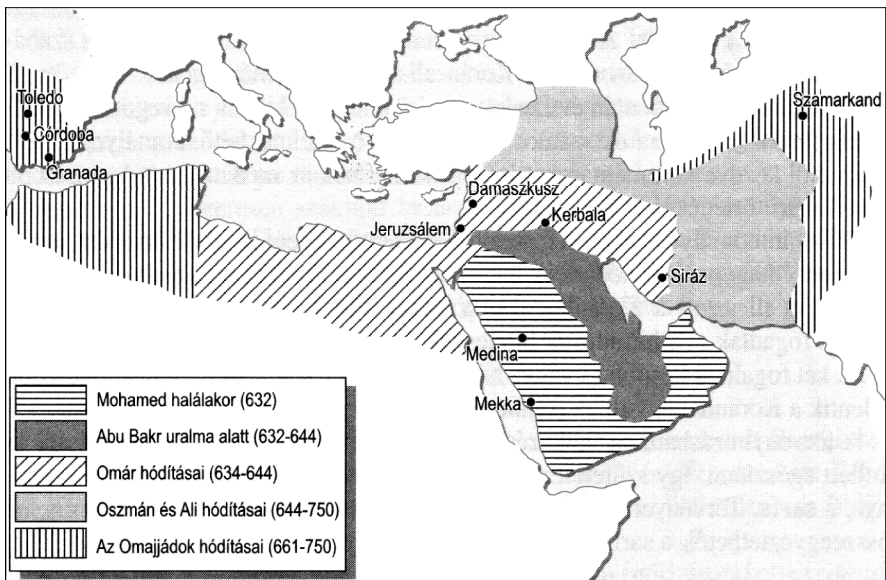 Toledo
Córdoba
Granada
Szamarkand
Damaszkusz
Jeruzsálem
Kerbala
Siráz
Medina
Mekka
Mohamed halálakor (632)
Abu Bakr uralma alatt (632-644)
Omár hódításai (634-644)
Oszmán és Ali hódításai (644-750)
Az Omajjádok hódításai (661-750)